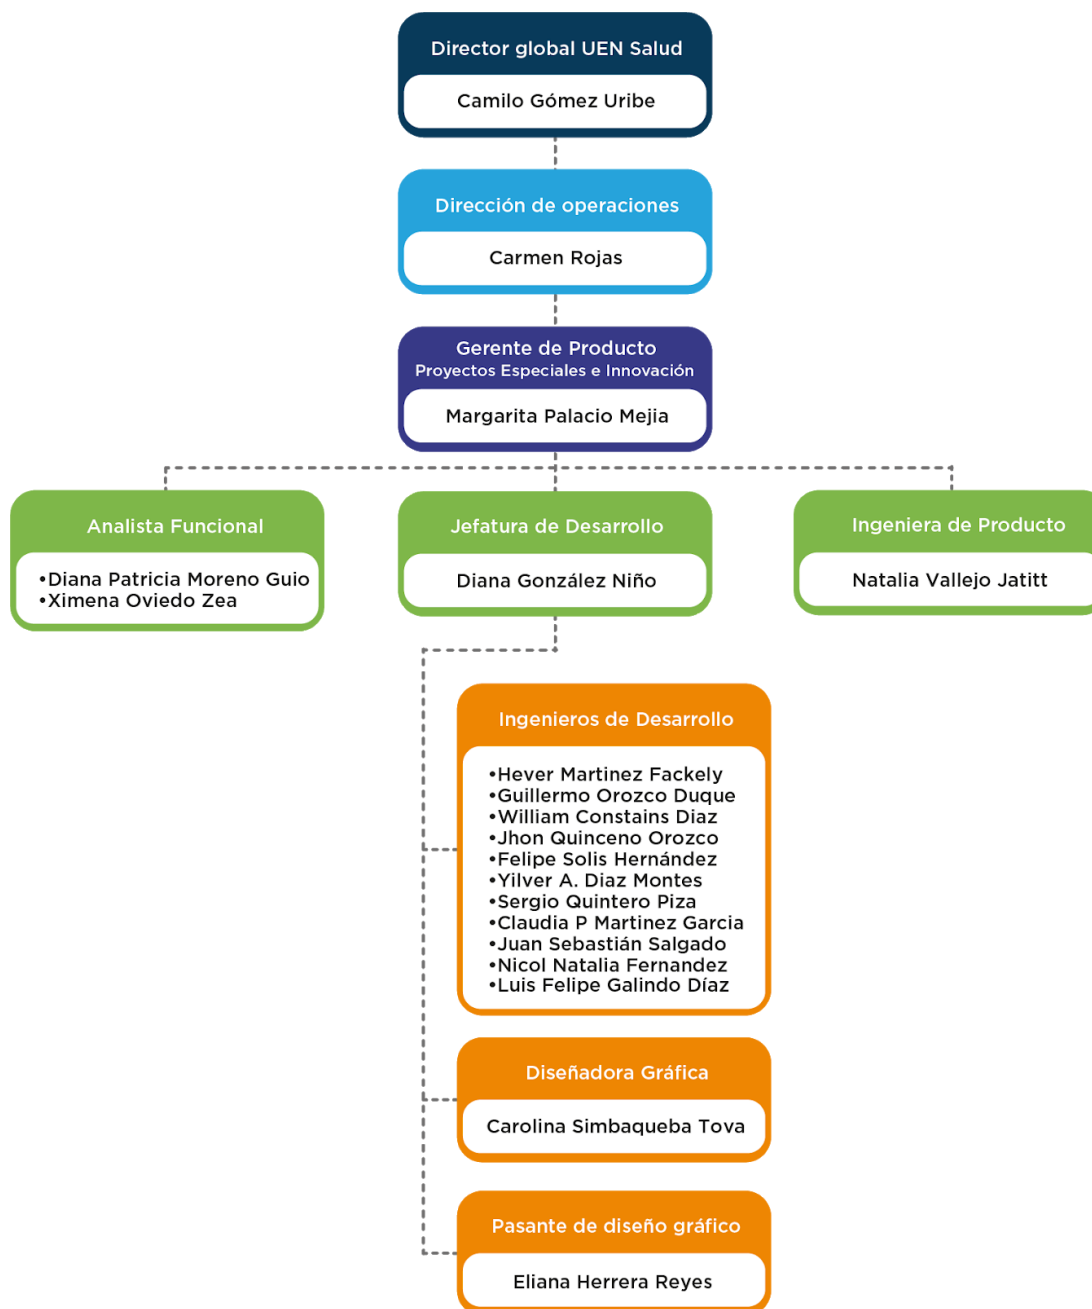 Director global UEN Salud
Camilo Gómez Uribe
Dirección de operaciones
Carmen Rojas
Gerente de Producto
Proyectos Especiales e Innovación
Margarita Palacio Mejia
Analista Funcional
•Diana Patricia Moreno Guio
•Ximena Oviedo Zea
Jefatura de Desarrollo
Diana González Niño
Ingeniera de Producto
Natalia Vallejo Jatitt
Ingenieros de Desarrollo
•Hever Martinez Fackely
•Guillermo Orozco Duque
•William Constains Diaz
•Jhon Quinceno Orozco
•Felipe Solis Hernández
•Yilver A. Diaz Montes
•Sergio Quintero Piza
•Claudia P Martinez Garcia
•Juan Sebastián Salgado
•Nicol Natalia Fernandez
•Luis Felipe Galindo Díaz
Diseñadora Gráfica
Carolina Simbaqueba Tova
Pasante de diseño gráfico
Eliana Herrera Reyes